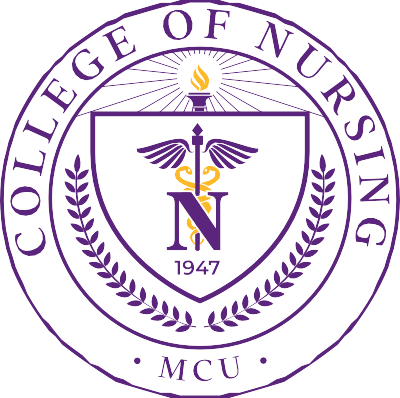 COLLEGE OF NURSING
N
1947
• MCU •